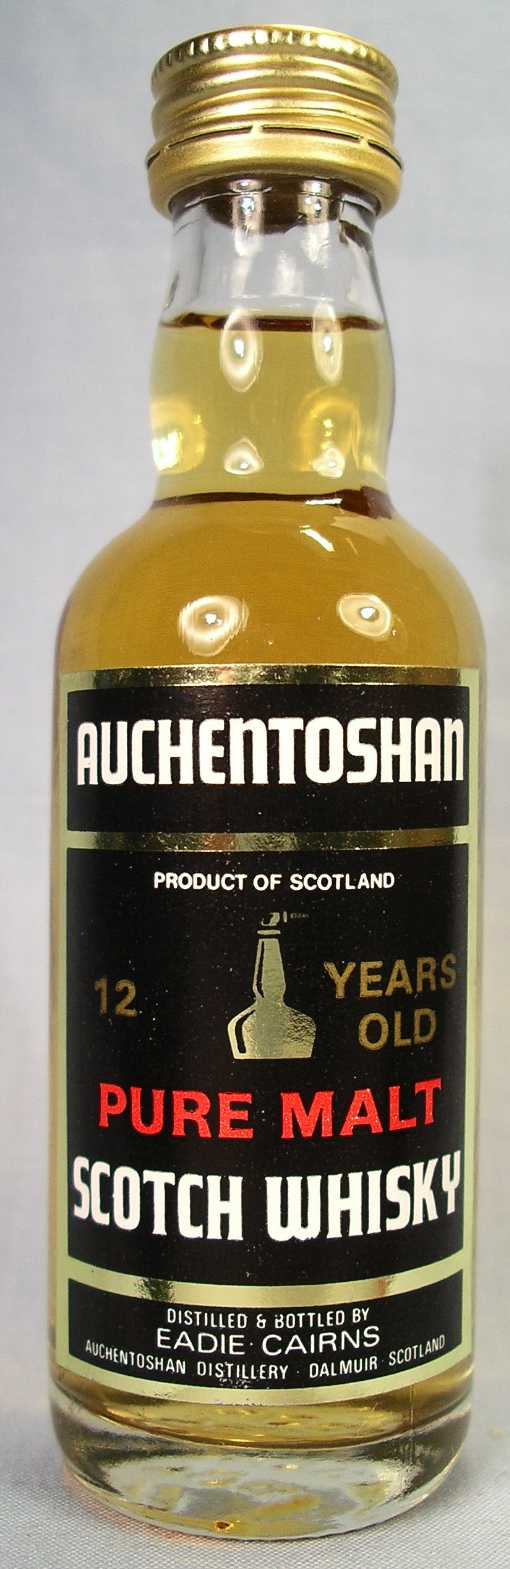 AUCHENTOSHAN
PRODUCT OF SCOTLAND
12 YEARS
OLD
PURE MALT
SCOTCH WHISKY
DISTILLED & BOTTLED BY
EADIE CAIRNS
AUCHENTOSHAN DISTILLERY · DALMUIR · SCOTLAND